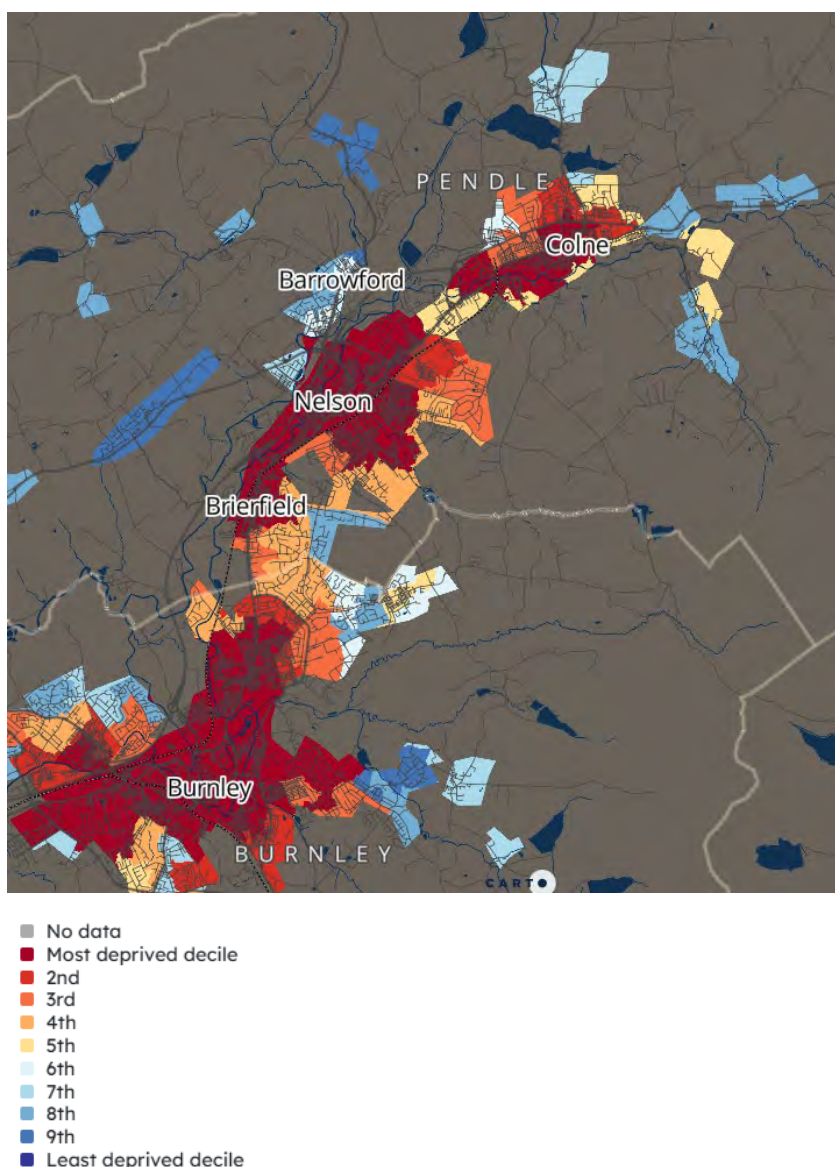 PENDLE
Colne
Barrowford
Nelson
Brierfield
Burnley
BURNLEY
CARTO
No data
Most deprived decile
2nd
3rd
4th
5th
6th
7th
8th
9th
Least deprived decile